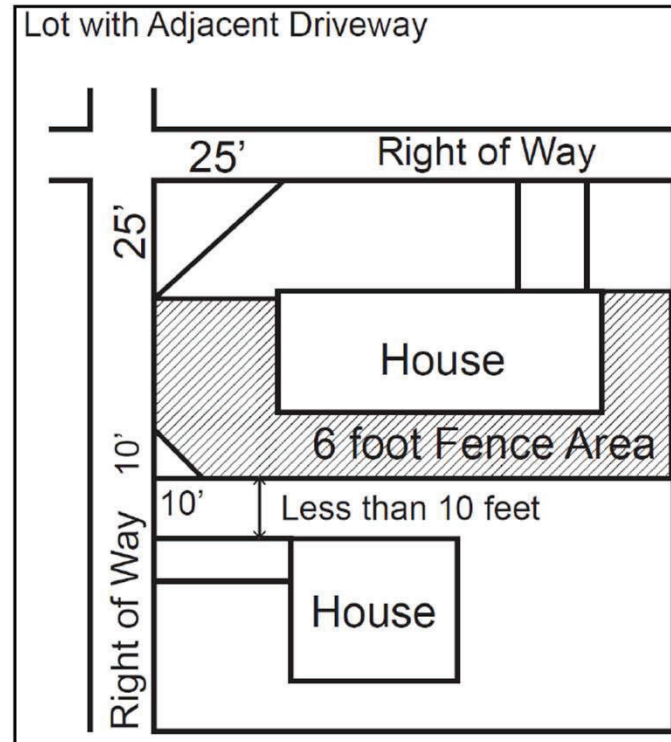 Lot with Adjacent Driveway
25’
Right of Way
25’
House
6 foot Fence Area
10’
10’
Less than 10 feet
House
Right of Way